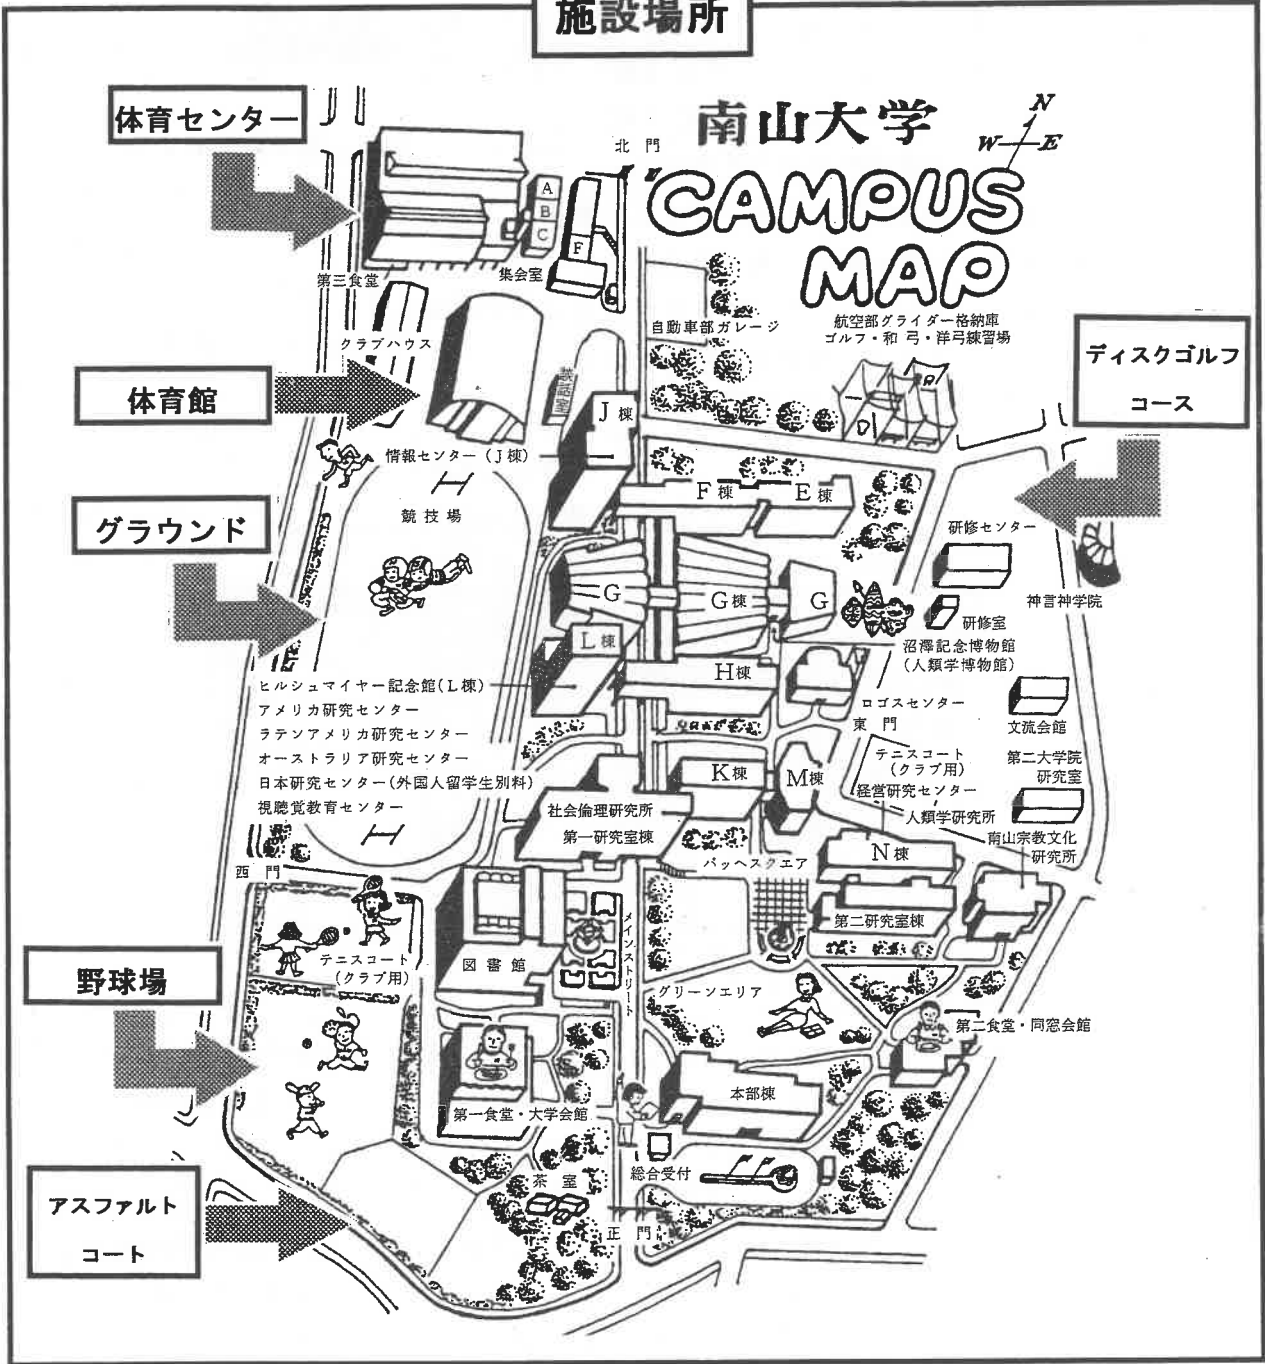 施設場所
体育センター
南山大学
N
W E
北門
CAMPUS
MAP
A
B
C
F
第三食堂
集会室
クラブハウス
自動車部ガレージ
航空部グライダー格納庫
ゴルフ・和弓・洋弓練習場
ディスクゴルフ
コース
体育館
談話室
J棟
情報センター(J棟)
F棟
E棟
グラウンド
競技場
研修センター
神言神学院
G
G棟
G
研修室
沼澤記念博物館
(人類学博物館)
L棟
H棟
ヒルシュマイヤー記念館(L棟)
アメリカ研究センター
ラテンアメリカ研究センター
オーストラリア研究センター
日本研究センター(外国人留学生別科)
視聴覚教育センター
ロゴスセンター
東門
文流会館
テニスコート
(クラブ用)
第二大学院
研究室
K棟
M棟
経営研究センター
人類学研究所
社会倫理研究所
第一研究室棟
南山宗教文化
研究所
N棟
パッヘスクエア
西門
第二研究室棟
メインストリート
テニスコート
(クラブ用)
図書館
野球場
グリーンエリア
第二食堂・同窓会館
本部棟
第一食堂・大学会館
総合受付
茶室
アスファルト
コート
正門